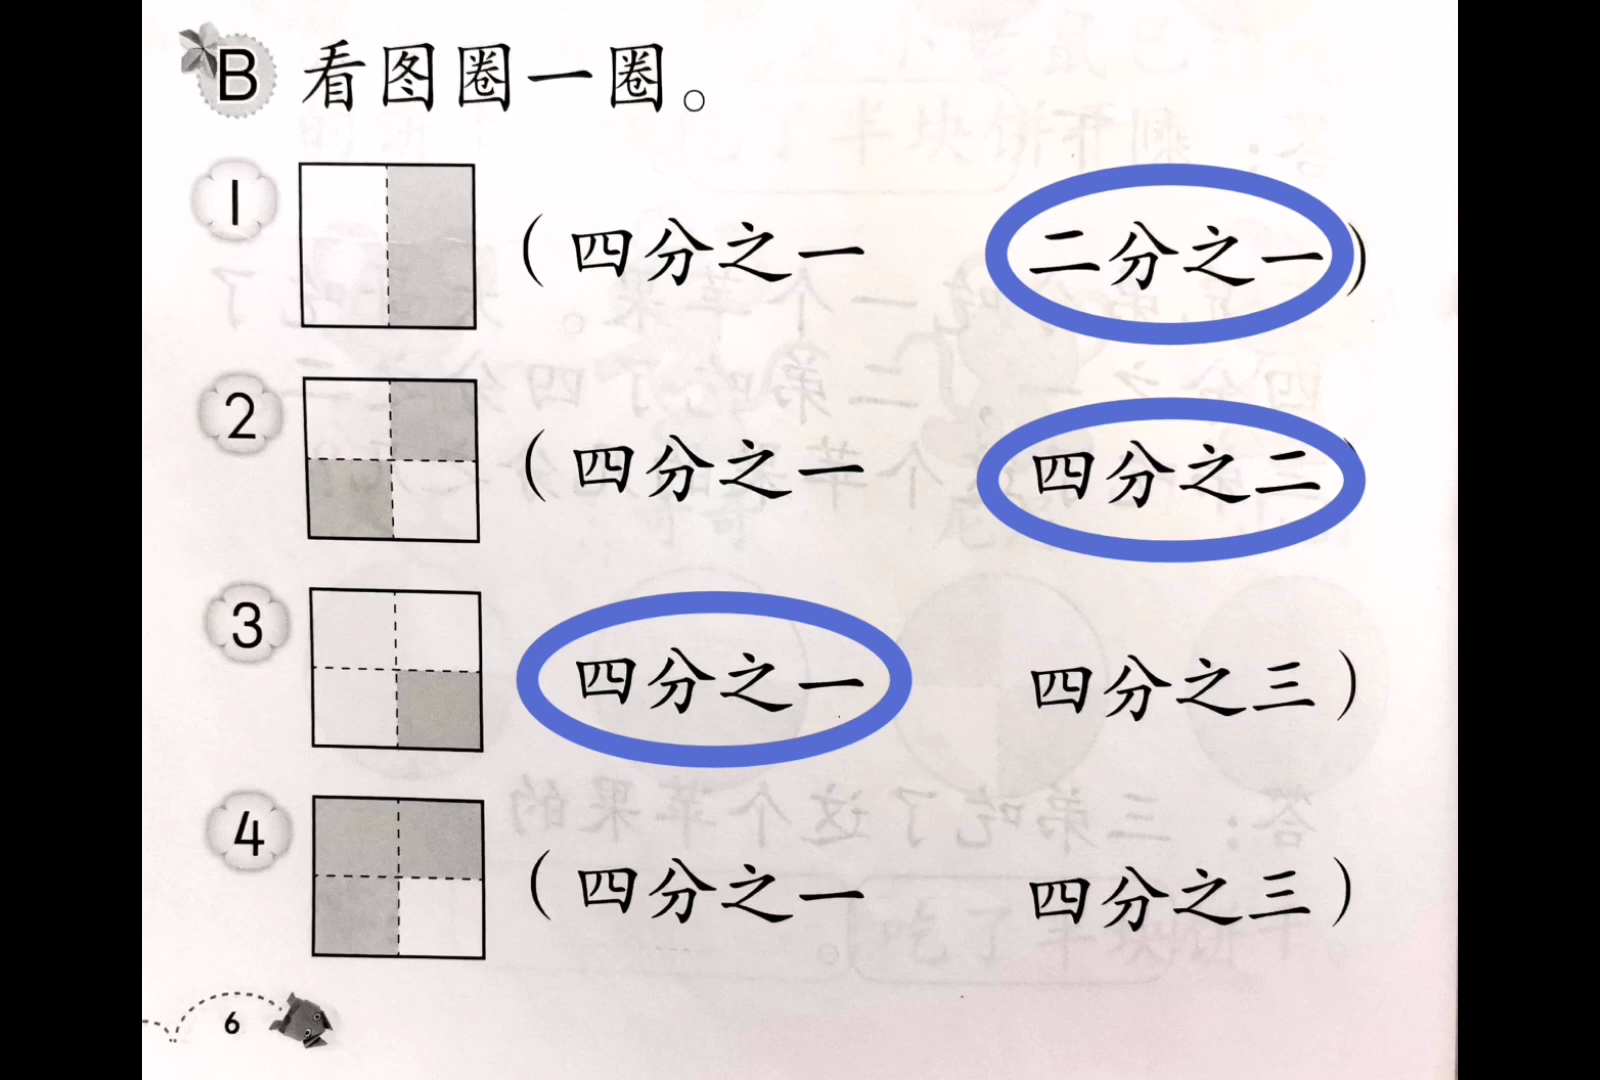 B 看图圈一圈。
1 （四分之一 二分之一）
2 （四分之一 四分之二
3 四分之一 四分之三）
4 （四分之一 四分之三）
6